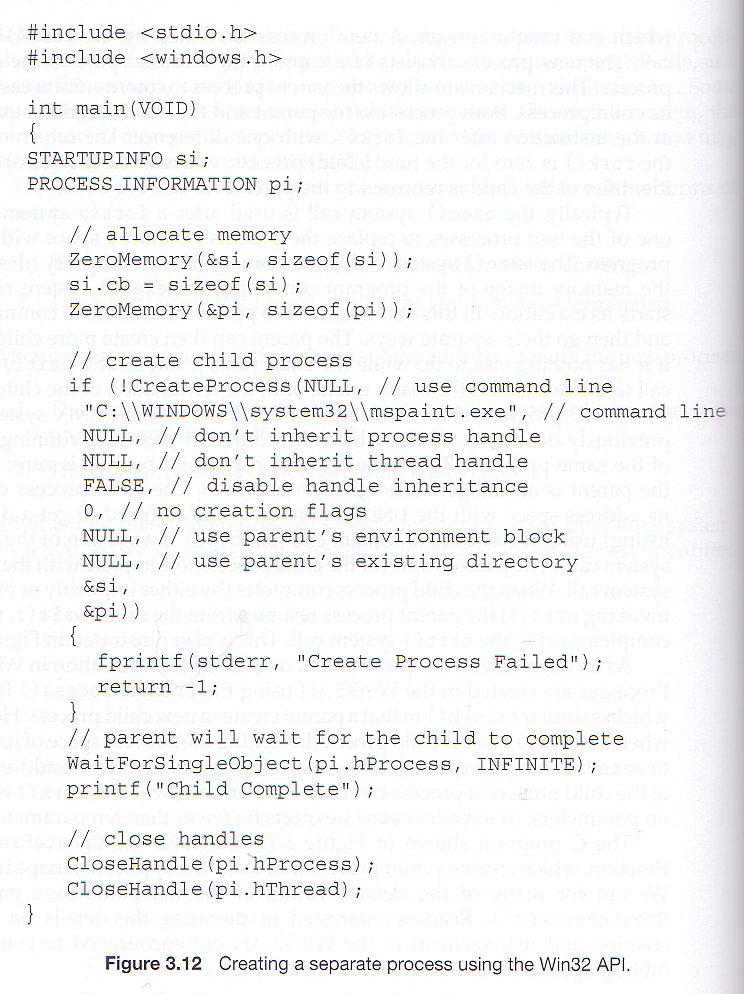 #include <stdio.h>
#include <windows.h>
int main(VOID)
{
STARTUPINFO si;
PROCESS_INFORMATION pi;
// allocate memory
ZeroMemory(&si, sizeof(si));
si.cb = sizeof(si);
ZeroMemory(&pi, sizeof(pi));
// create child process
if (!CreateProcess(NULL, // use command line
"C:\\WINDOWS\\system32\\mspaint.exe", // command line
NULL, // don't inherit process handle
NULL, // don't inherit thread handle
FALSE, // disable handle inheritance
0, // no creation flags
NULL, // use parent's environment block
NULL, // use parent's existing directory
&si,
&pi))
{
fprintf(stderr, "Create Process Failed");
return -1;
}
// parent will wait for the child to complete
WaitForSingleObject(pi.hProcess, INFINITE);
printf("Child Complete");
// close handles
CloseHandle(pi.hProcess);
CloseHandle(pi.hThread);
}
Figure 3.12 Creating a separate process using the Win32 API.